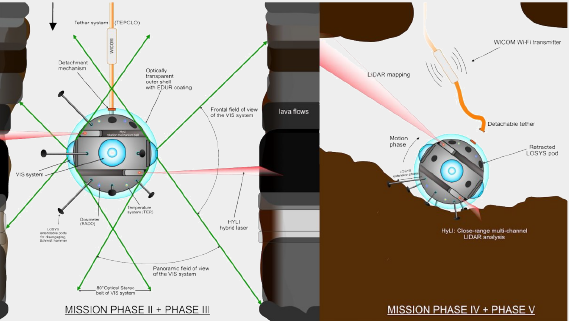 Tether system (TEPOLO)
WICOM
Detachment
mechanism
Optically
transparent
outer shell
with EDUR coating
Frontal field of view
of the VIS system
lava flows
VIS system
Temperature
HYLI
hybrid laser
Panoramic field of view
of the VIS system
MISSION PHASE II + PHASE III
WICOM Wi-Fi transmitter
LiDAR mapping
Detachable tether
Motion
phase
Retracted
LOSYS pod
HyLI: Close-range multi-channel
LIDAR analysis
MISSION PHASE IV + PHASE V